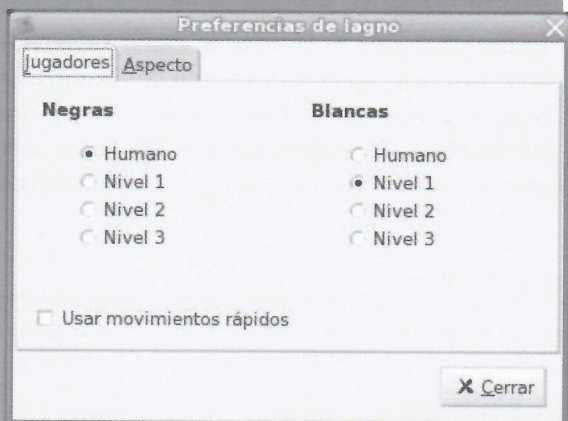 Preferencias de Iagno
Jugadores Aspecto
Negras Blancas
Humano Humano
Nivel 1 Nivel 1
Nivel 2 Nivel 2
Nivel 3 Nivel 3
Usar movimientos rápidos
Cerrar